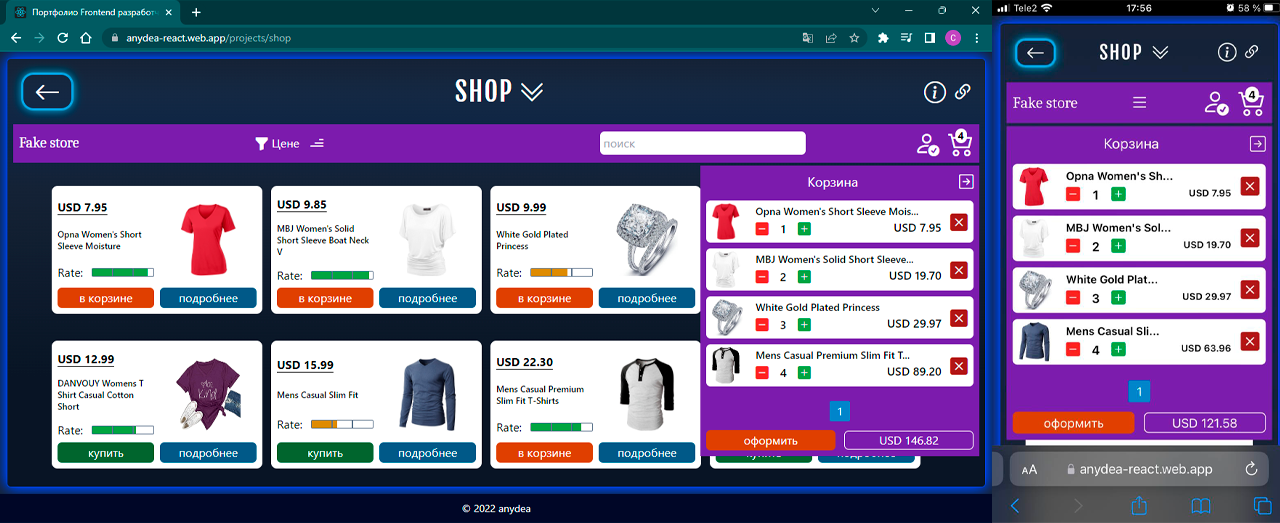 Портфолио Frontend разработч
anydea-react.web.app/projects/shop
C
SHOP
Fake store
Цене
поиск
4
USD 7.95
Opna Women's Short
Sleeve Moisture
Rate:
в корзине
подробнее
USD 9.85
MBJ Women's Solid
Short Sleeve Boat Neck
V
Rate:
в корзине
подробнее
USD 9.99
White Gold Plated
Princess
Rate:
в корзине
подробнее
USD 12.99
DANVOUY Womens T
Shirt Casual Cotton
Short
Rate:
купить
подробнее
USD 15.99
Mens Casual Slim Fit
Rate:
купить
подробнее
USD 22.30
Mens Casual Premium
Slim Fit T-Shirts
Rate:
в корзине
подробнее
купить
подробнее
Корзина
Opna Women's Short Sleeve Mois...
1
USD 7.95
MBJ Women's Solid Short Sleeve...
2
USD 19.70
White Gold Plated Princess
3
USD 29.97
Mens Casual Premium Slim Fit T...
4
USD 89.20
1
оформить
USD 146.82
© 2022 anydea
Tele2
17:56
58 %
SHOP
Fake store
4
Корзина
Opna Women's Sh...
1
USD 7.95
MBJ Women's Sol...
2
USD 19.70
White Gold Plat...
3
USD 29.97
Mens Casual Sli...
4
USD 63.96
1
оформить
USD 121.58
AA
anydea-react.web.app